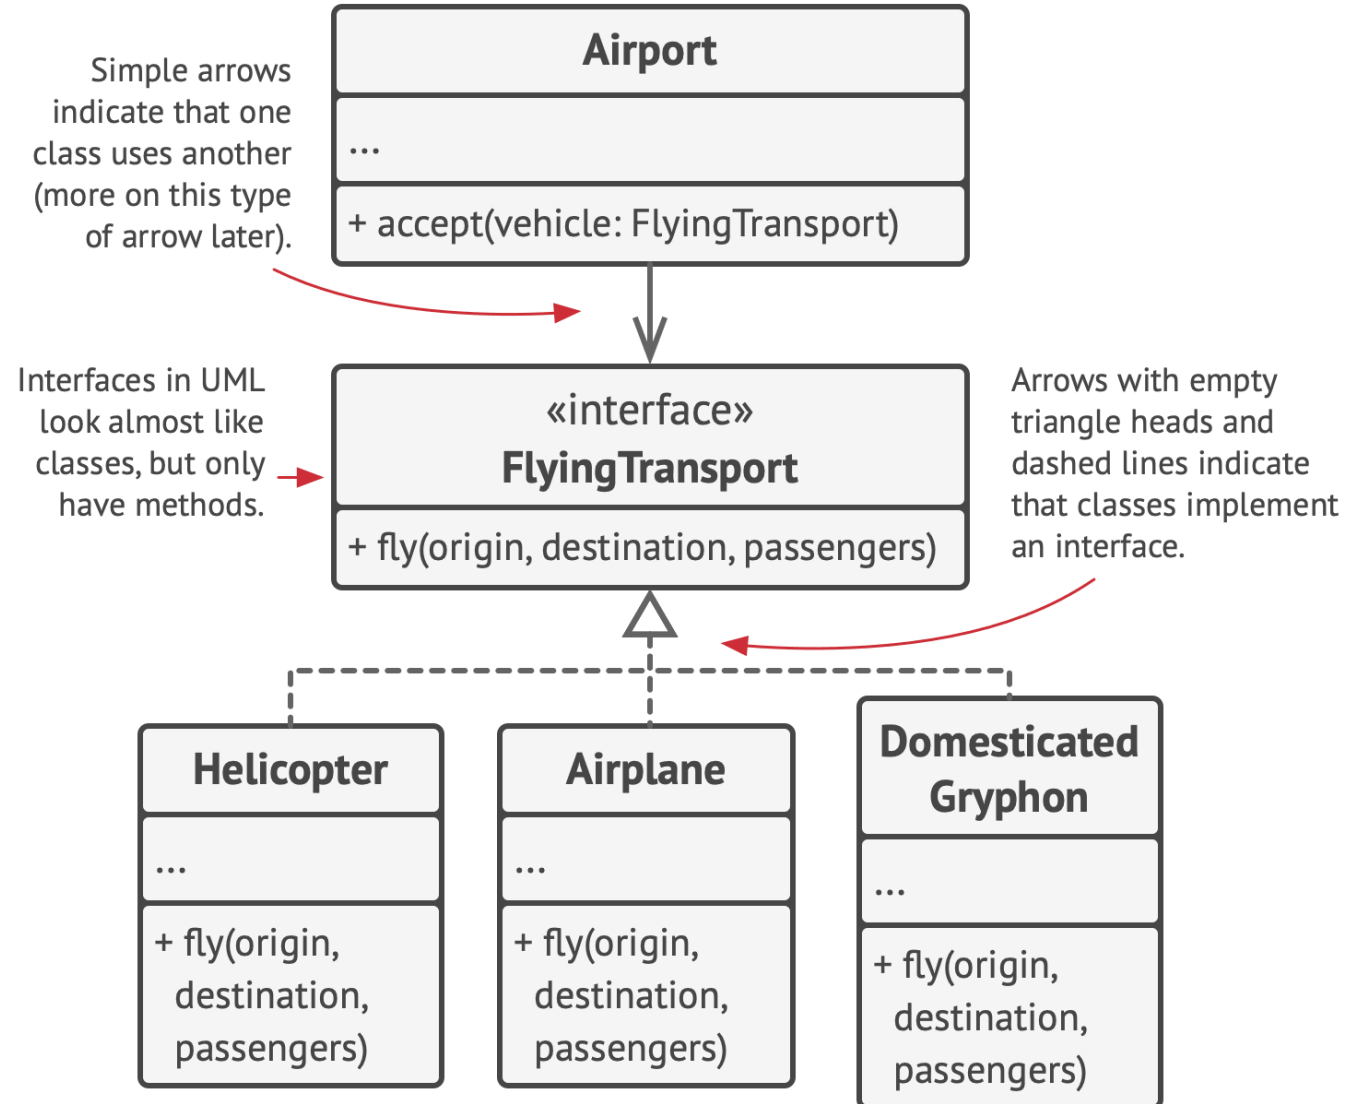 Airport
...
+ accept(vehicle: FlyingTransport)
Simple arrows
indicate that one
class uses another
(more on this type
of arrow later).
Interfaces in UML
look almost like
classes, but only
have methods.
«interface»
FlyingTransport
+ fly(origin, destination, passengers)
Arrows with empty
triangle heads and
dashed lines indicate
that classes implement
an interface.
Helicopter
...
+ fly(origin,
destination,
passengers)
Airplane
...
+ fly(origin,
destination,
passengers)
Domesticated
Gryphon
...
+ fly(origin,
destination,
passengers)